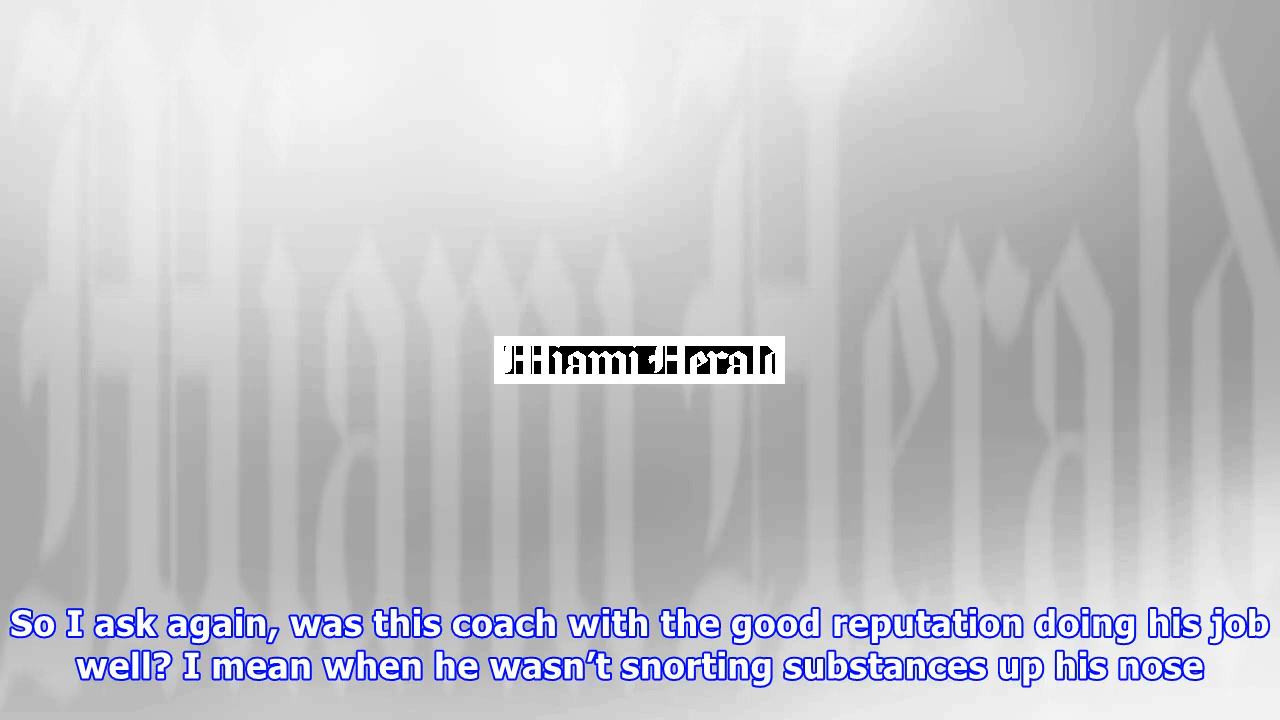 Miami Herald
So I ask again, was this coach with the good reputation doing his job
well? I mean when he wasn’t snorting substances up his nose